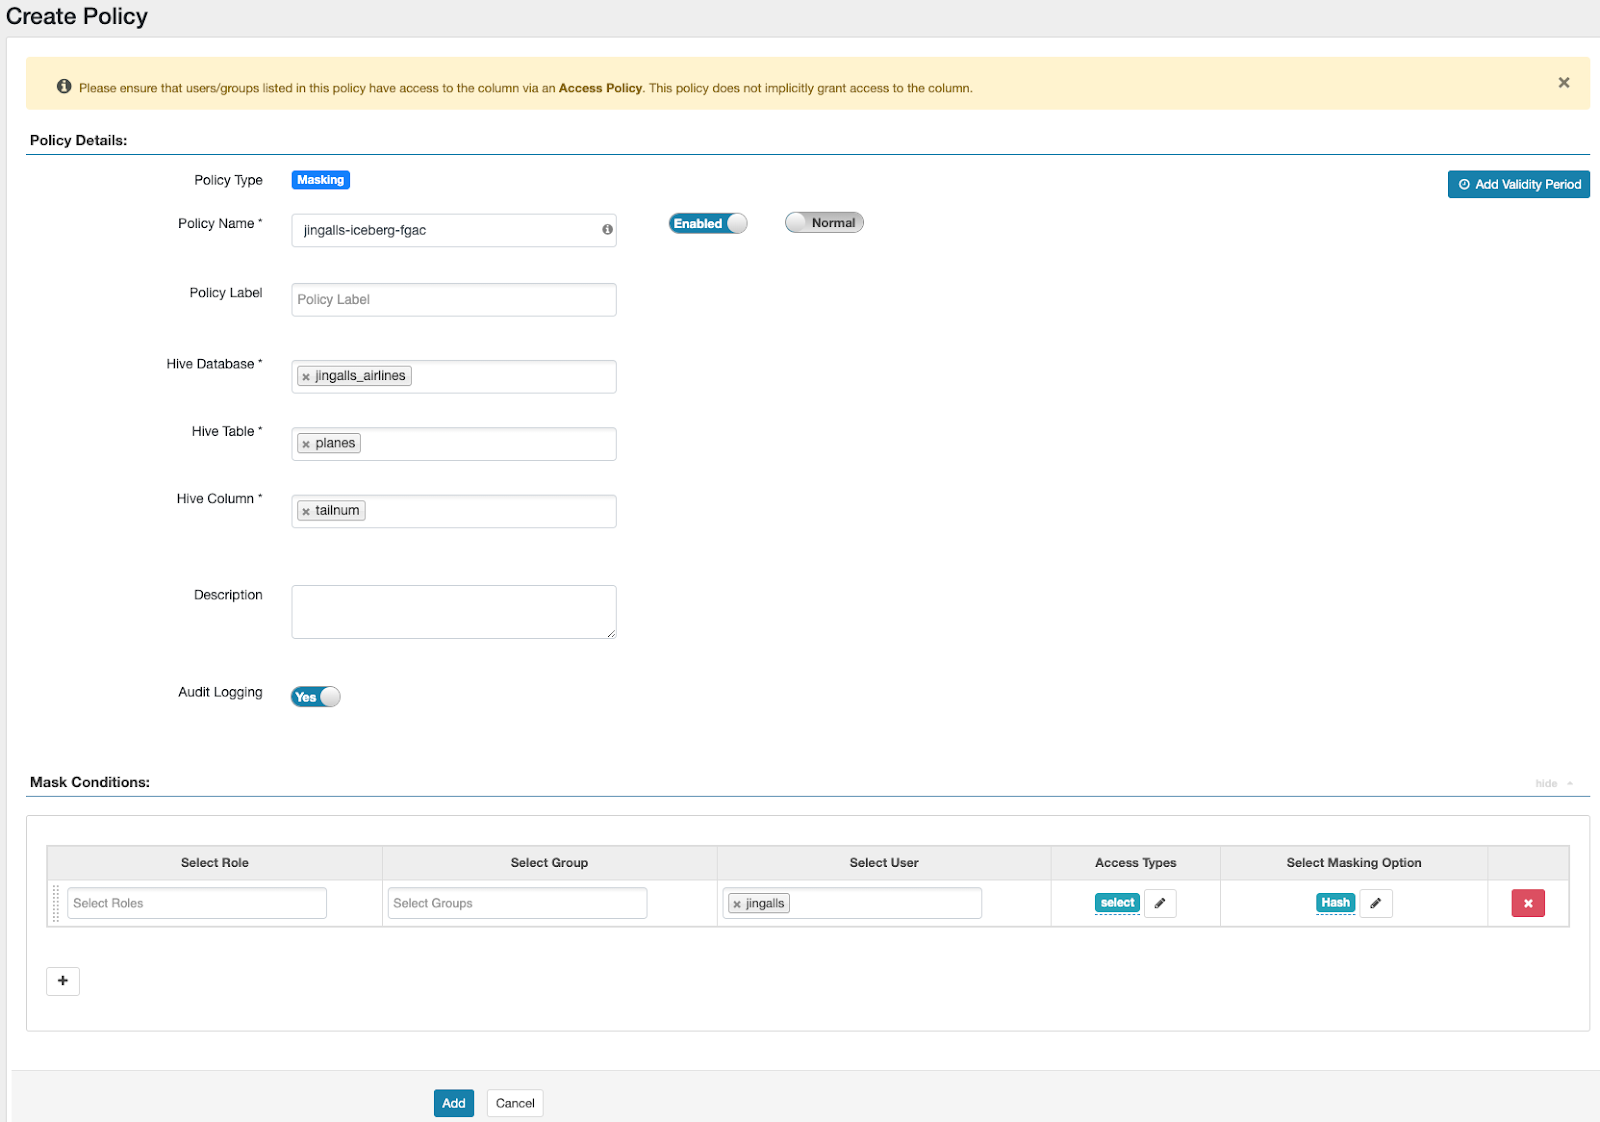 Create Policy
Please ensure that users/groups listed in this policy have access to the column via an Access Policy. This policy does not implicitly grant access to the column.
Policy Details:
Policy Type Masking Add Validity Period
Policy Name * jingalls-iceberg-fgac Enabled Normal
Policy Label Policy Label
Hive Database * × jingalls_airlines
Hive Table * × planes
Hive Column * × tailnum
Description
Audit Logging Yes
Mask Conditions: hide
Select Role Select Group Select User Access Types Select Masking Option
Select Roles Select Groups × jingalls select Hash
+
Add Cancel